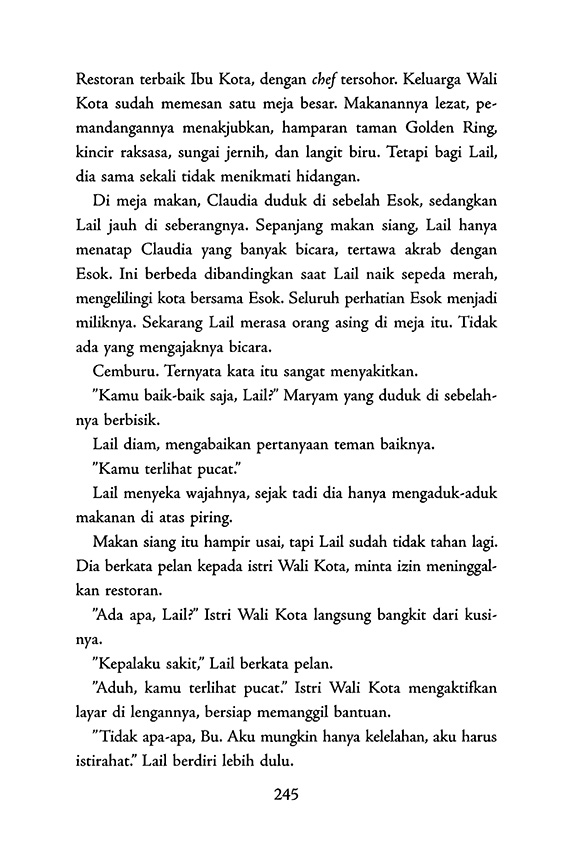 Restoran terbaik Ibu Kota, dengan chef tersohor. Keluarga Wali
Kota sudah memesan satu meja besar. Makanannya lezat, pe-
mandangannya menakjubkan, hamparan taman Golden Ring,
kincir raksasa, sungai jernih, dan langit biru. Tetapi bagi Lail,
dia sama sekali tidak menikmati hidangan.
Di meja makan, Claudia duduk di sebelah Esok, sedangkan
Lail jauh di seberangnya. Sepanjang makan siang, Lail hanya
menatap Claudia yang banyak bicara, tertawa akrab dengan
Esok. Ini berbeda dibandingkan saat Lail naik sepeda merah,
mengelilingi kota bersama Esok. Seluruh perhatian Esok menjadi
miliknya. Sekarang Lail merasa orang asing di meja itu. Tidak
ada yang mengajaknya bicara.
Cemburu. Ternyata kata itu sangat menyakitkan.
”Kamu baik-baik saja, Lail?” Maryam yang duduk di sebelah-
nya berbisik.
Lail diam, mengabaikan pertanyaan teman baiknya.
”Kamu terlihat pucat.”
Lail menyeka wajahnya, sejak tadi dia hanya mengaduk-aduk
makanan di atas piring.
Makan siang itu hampir usai, tapi Lail sudah tidak tahan lagi.
Dia berkata pelan kepada istri Wali Kota, minta izin meninggal-
kan restoran.
”Ada apa, Lail?” Istri Wali Kota langsung bangkit dari kusi-
nya.
”Kepalaku sakit,” Lail berkata pelan.
”Aduh, kamu terlihat pucat.” Istri Wali Kota mengaktifkan
layar di lengannya, bersiap memanggil bantuan.
”Tidak apa-apa, Bu. Aku mungkin hanya kelelahan, aku harus
istirahat.” Lail berdiri lebih dulu.
245